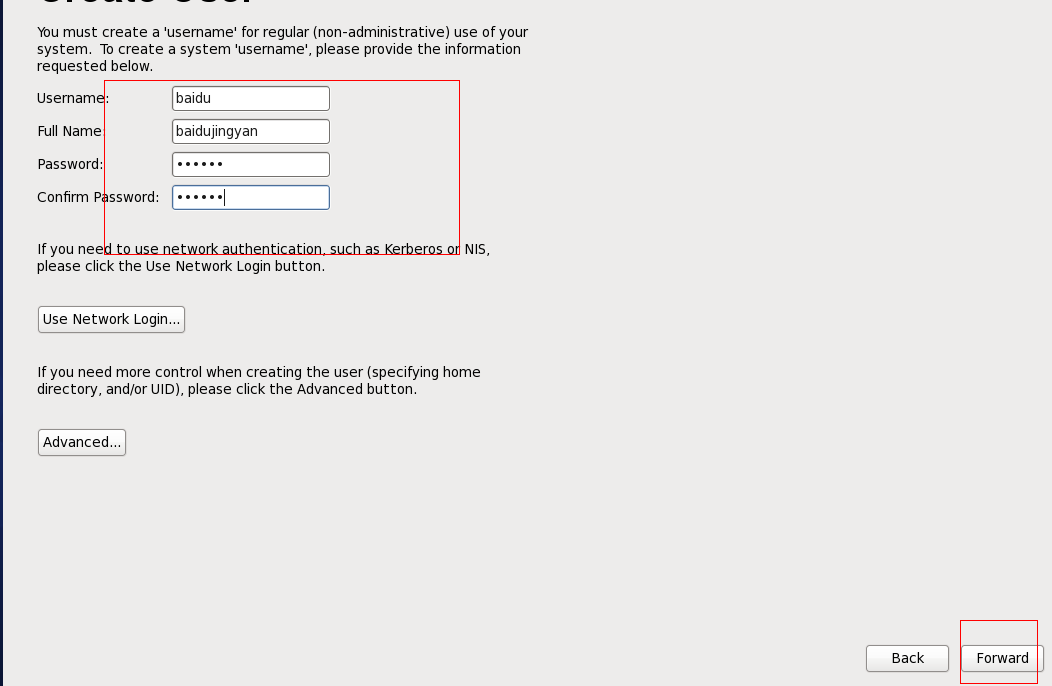 Create User
You must create a 'username' for regular (non-administrative) use of your
system.  To create a system 'username', please provide the information
requested below.
Username: baidu
Full Name: baidujingyan
Password: ••••••
Confirm Password: ••••••
If you need to use network authentication, such as Kerberos or NIS,
please click the Use Network Login button.
Use Network Login...
If you need more control when creating the user (specifying home
directory, and/or UID), please click the Advanced button.
Advanced...
Back Forward